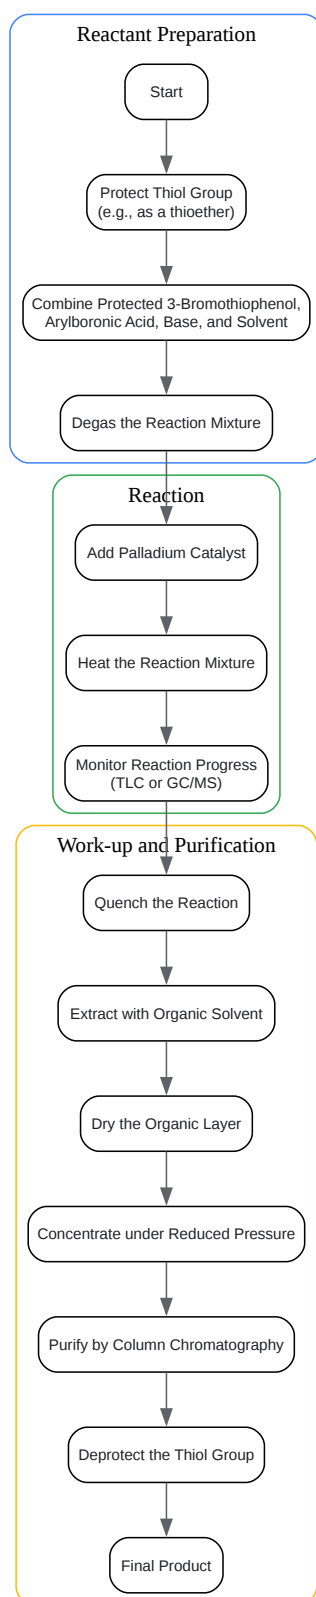 Reactant Preparation
Start
Protect Thiol Group
(e.g., as a thioether)
Combine Protected 3-Bromothiophenol,
Arylboronic Acid, Base, and Solvent
Degas the Reaction Mixture
Reaction
Add Palladium Catalyst
Heat the Reaction Mixture
Monitor Reaction Progress
(TLC or GC/MS)
Work-up and Purification
Quench the Reaction
Extract with Organic Solvent
Dry the Organic Layer
Concentrate under Reduced Pressure
Purify by Column Chromatography
Deprotect the Thiol Group
Final Product